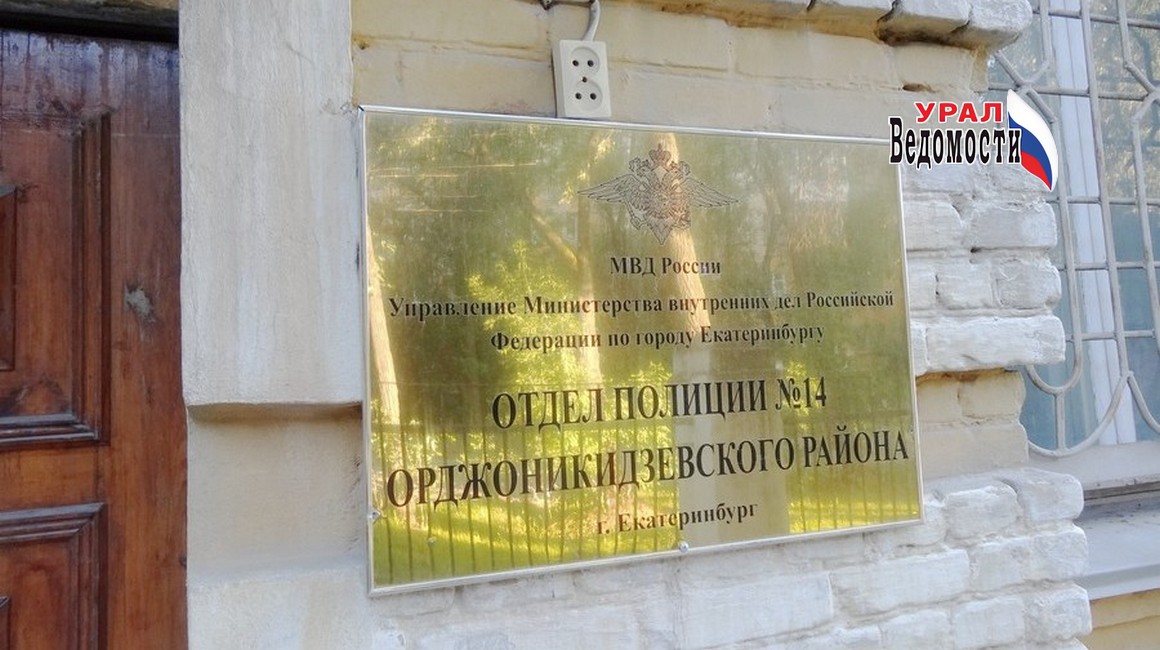 УРАЛ
Ведомости
МВД России
Управление Министерства внутренних дел Российской
Федерации по городу Екатеринбургу
ОТДЕЛ ПОЛИЦИИ №14
ОРДЖОНИКИДЗЕВСКОГО РАЙОНА
г. Екатеринбург